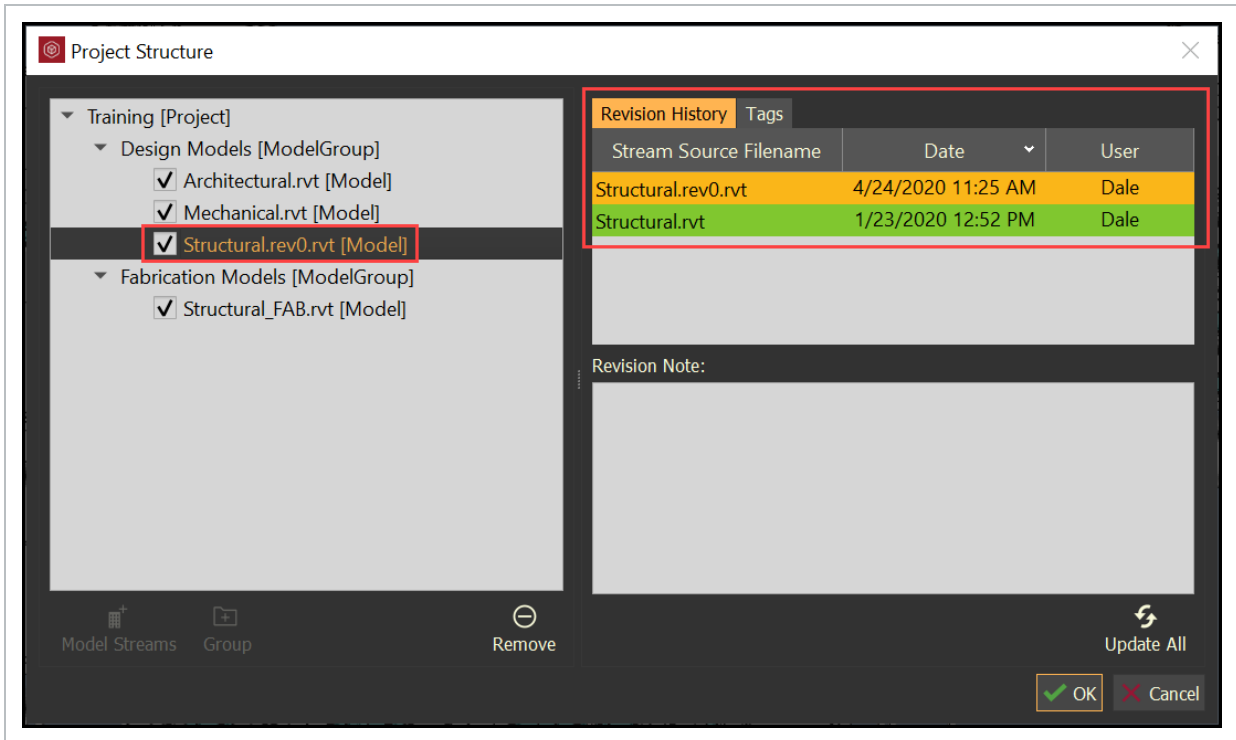 Project Structure
Training [Project]
Design Models [ModelGroup]
Architectural.rvt [Model]
Mechanical.rvt [Model]
Structural.rev0.rvt [Model]
Fabrication Models [ModelGroup]
Structural_FAB.rvt [Model]
Model Streams Group Remove
Revision History Tags
Stream Source Filename Date User
Structural.rev0.rvt 4/24/2020 11:25 AM Dale
Structural.rvt 1/23/2020 12:52 PM Dale
Revision Note:
Update All
OK Cancel